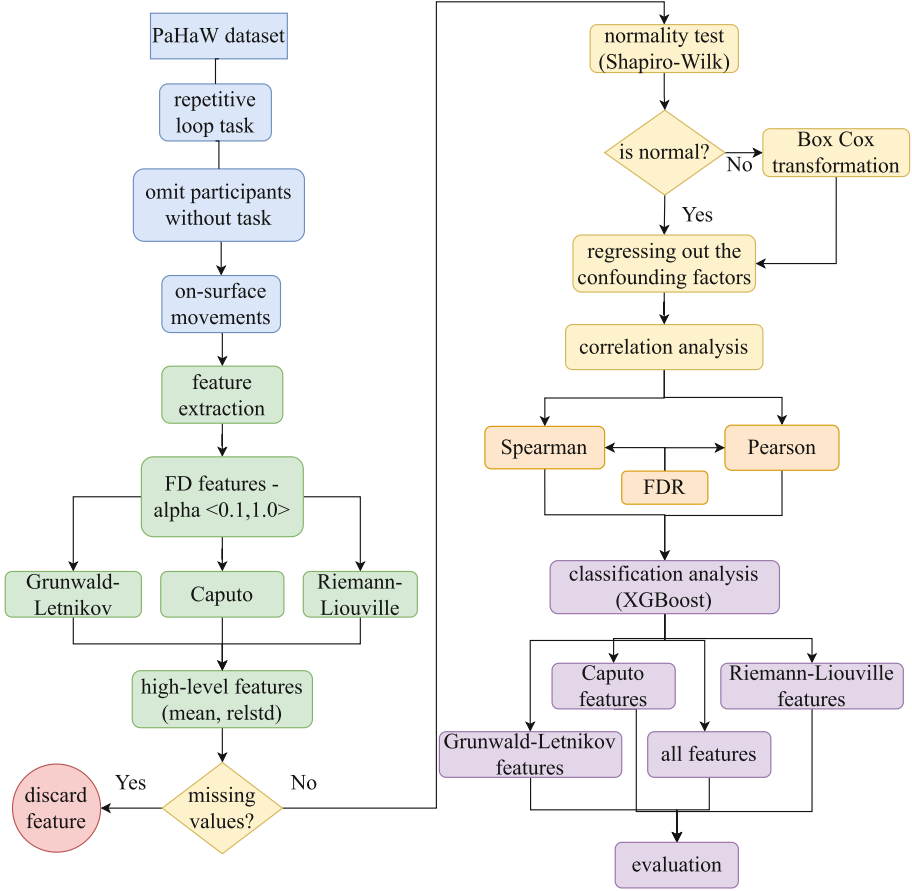 PaHaW dataset
repetitive
loop task
omit participants
without task
on-surface
movements
feature
extraction
FD features -
alpha <0.1,1.0>
Grunwald-
Letnikov
Caputo
Riemann-
Liouville
high-level features
(mean, relstd)
missing
values?
Yes
No
discard
feature
normality test
(Shapiro-Wilk)
is normal?
No
Box Cox
transformation
Yes
regressing out the
confounding factors
correlation analysis
Spearman
Pearson
FDR
classification analysis
(XGBoost)
Caputo
features
Riemann-Liouville
features
Grunwald-Letnikov
features
all features
evaluation